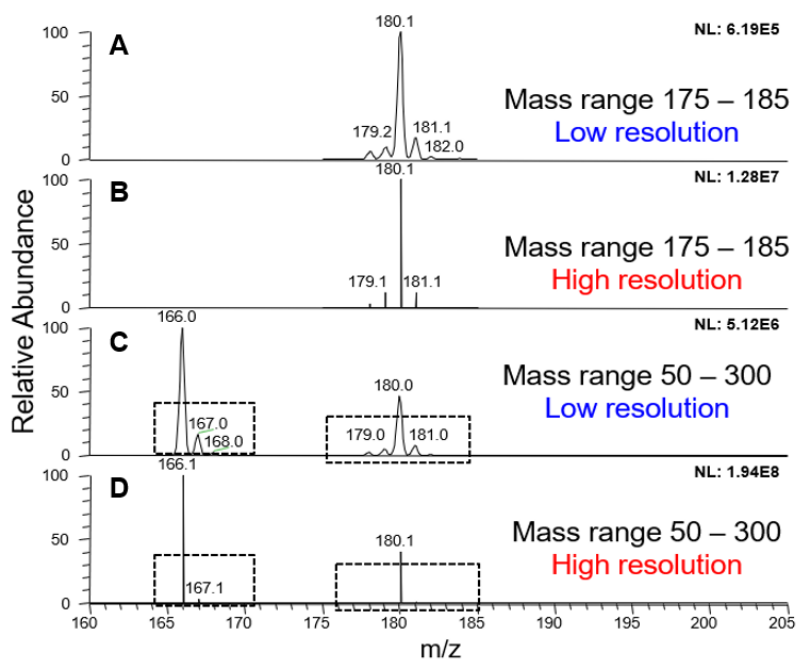 Relative Abundance
A
100
50
0
180.1
179.2
181.1
182.0
NL: 6.19E5
Mass range 175 – 185
Low resolution
B
100
50
0
180.1
179.1
181.1
NL: 1.28E7
Mass range 175 – 185
High resolution
C
100
50
0
166.0
167.0
168.0
180.0
179.0
181.0
NL: 5.12E6
Mass range 50 – 300
Low resolution
D
100
50
0
166.1
167.1
180.1
NL: 1.94E8
Mass range 50 – 300
High resolution
160 165 170 175 180 185 190 195 200 205
m/z